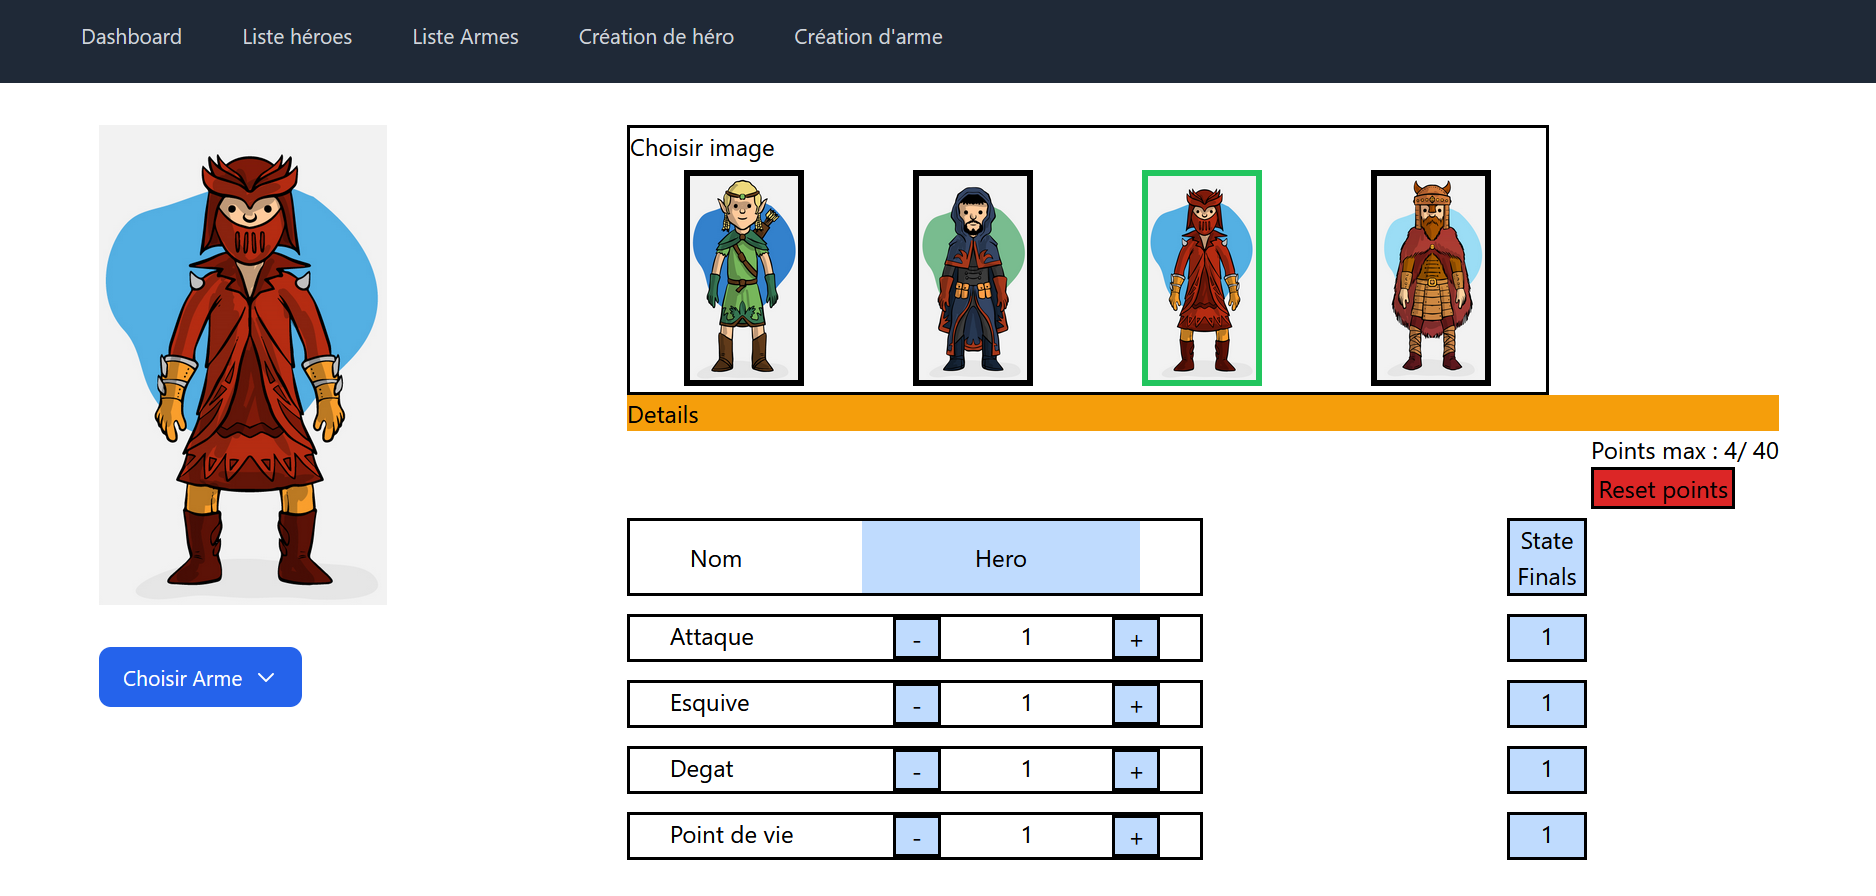 Dashboard Liste héroes Liste Armes Création de héro Création d'arme
Choisir image
Details
Points max : 4/ 40
Reset points
Nom Hero
State
Finals
Attaque - 1 + 1
Choisir Arme
Esquive - 1 + 1
Degat - 1 + 1
Point de vie - 1 + 1